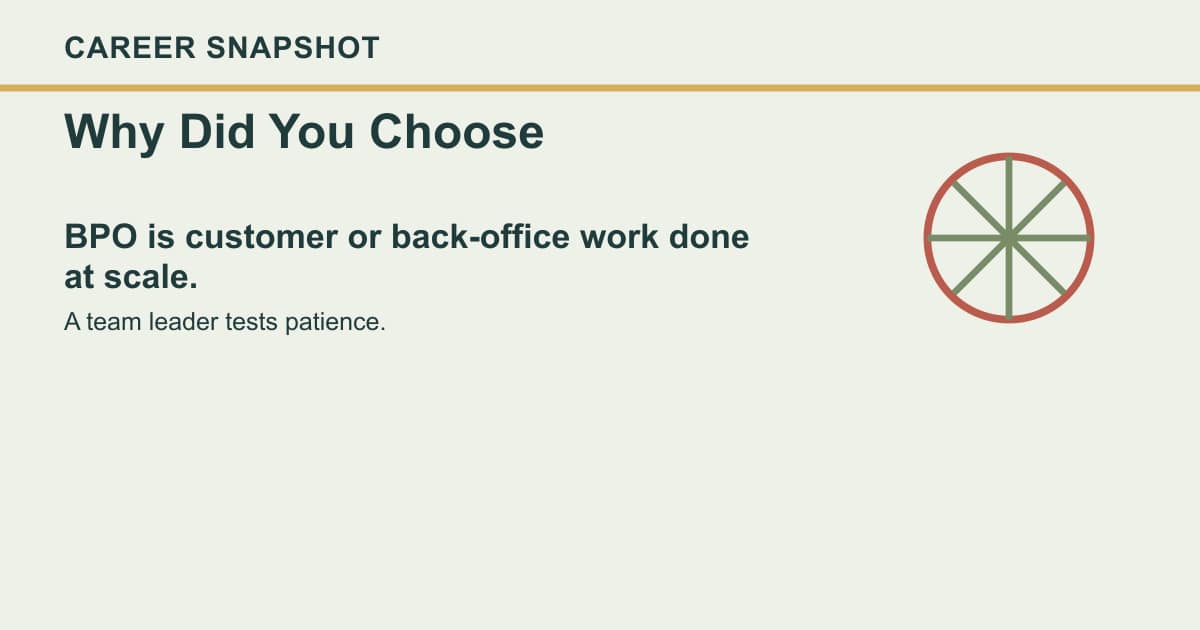 CAREER SNAPSHOT
Why Did You Choose
BPO is customer or back-office work done
at scale.
A team leader tests patience.